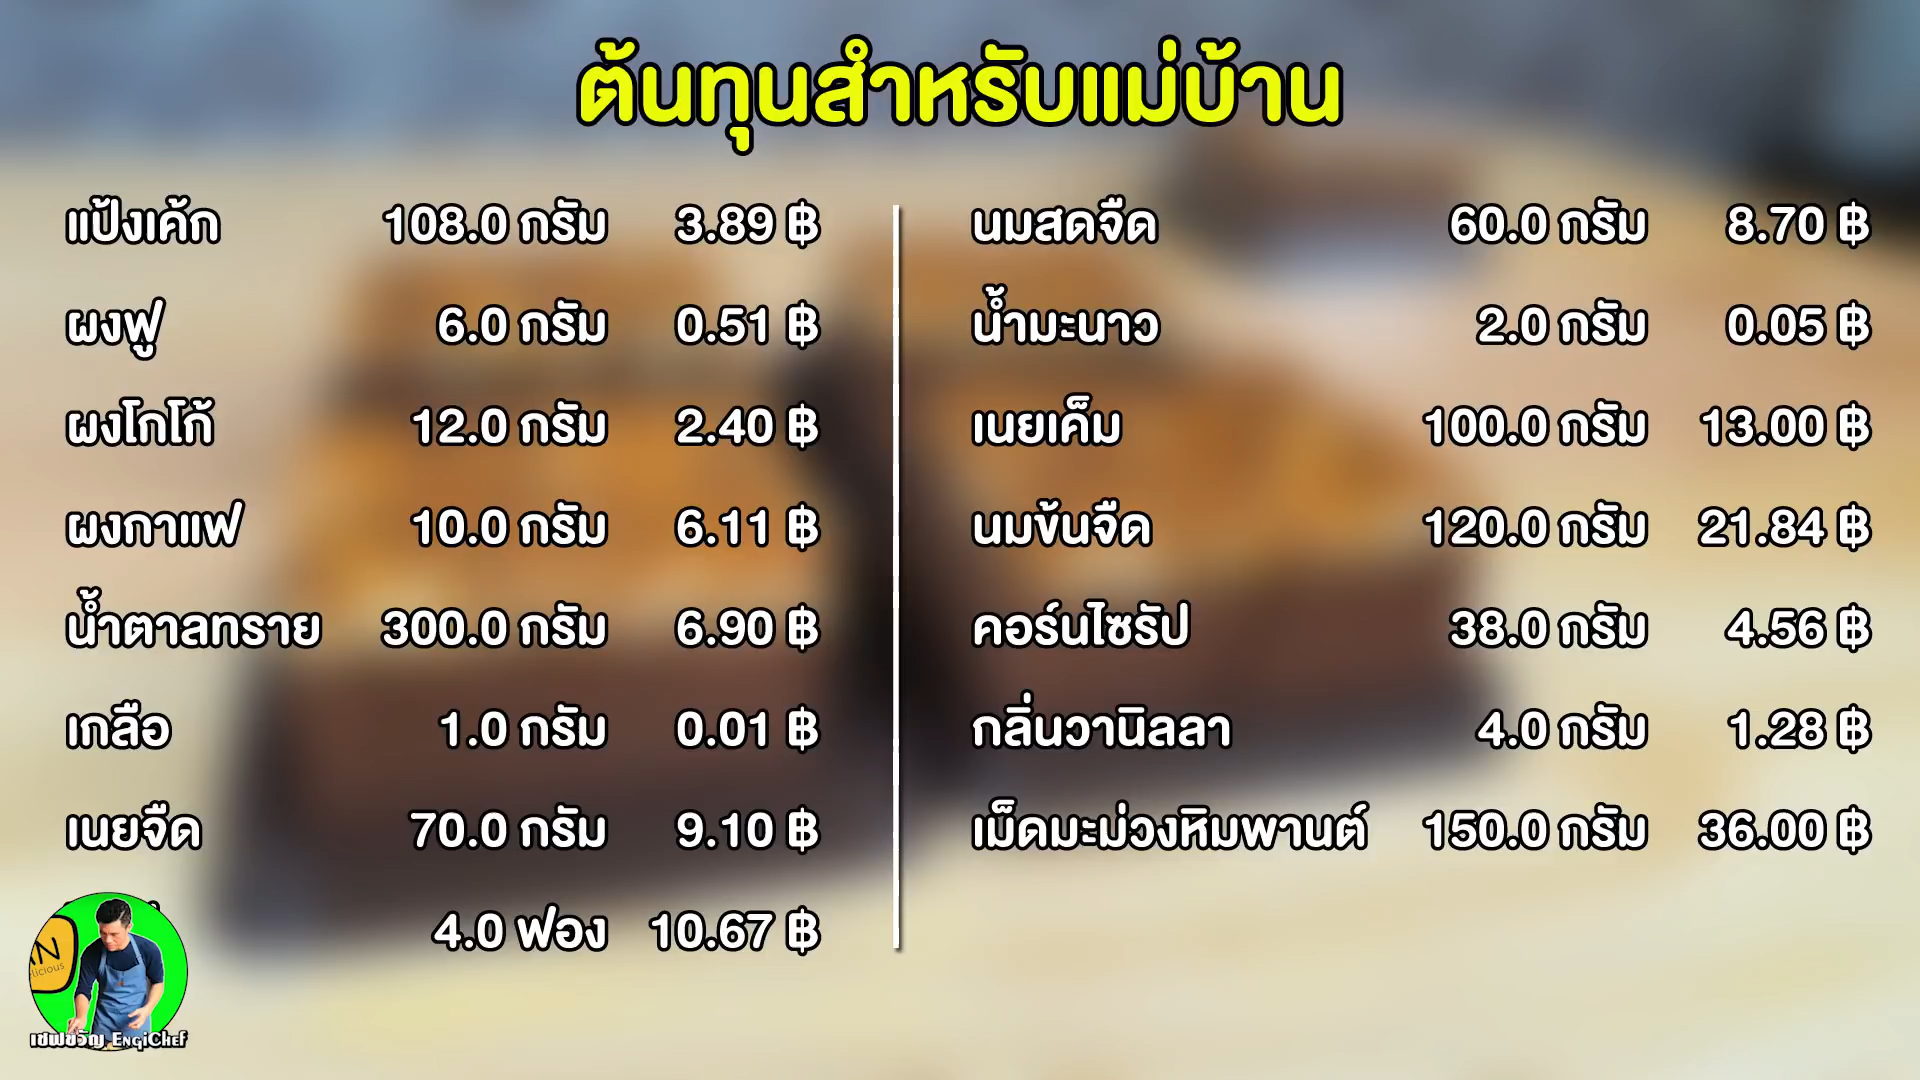 ต้นทุนสำหรับแม่บ้าน
แป้งเค้ก 108.0 กรัม 3.89 ฿
ผงฟู 6.0 กรัม 0.51 ฿
ผงโกโก้ 12.0 กรัม 2.40 ฿
ผงกาแฟ 10.0 กรัม 6.11 ฿
น้ำตาลทราย 300.0 กรัม 6.90 ฿
เกลือ 1.0 กรัม 0.01 ฿
เนยจืด 70.0 กรัม 9.10 ฿
4.0 ฟอง 10.67 ฿
นมสดจืด 60.0 กรัม 8.70 ฿
น้ำมะนาว 2.0 กรัม 0.05 ฿
เนยเค็ม 100.0 กรัม 13.00 ฿
นมข้นจืด 120.0 กรัม 21.84 ฿
คอร์นไซรัป 38.0 กรัม 4.56 ฿
กลิ่นวานิลลา 4.0 กรัม 1.28 ฿
เม็ดมะม่วงหิมพานต์ 150.0 กรัม 36.00 ฿
เชฟขวัญ EngiChef